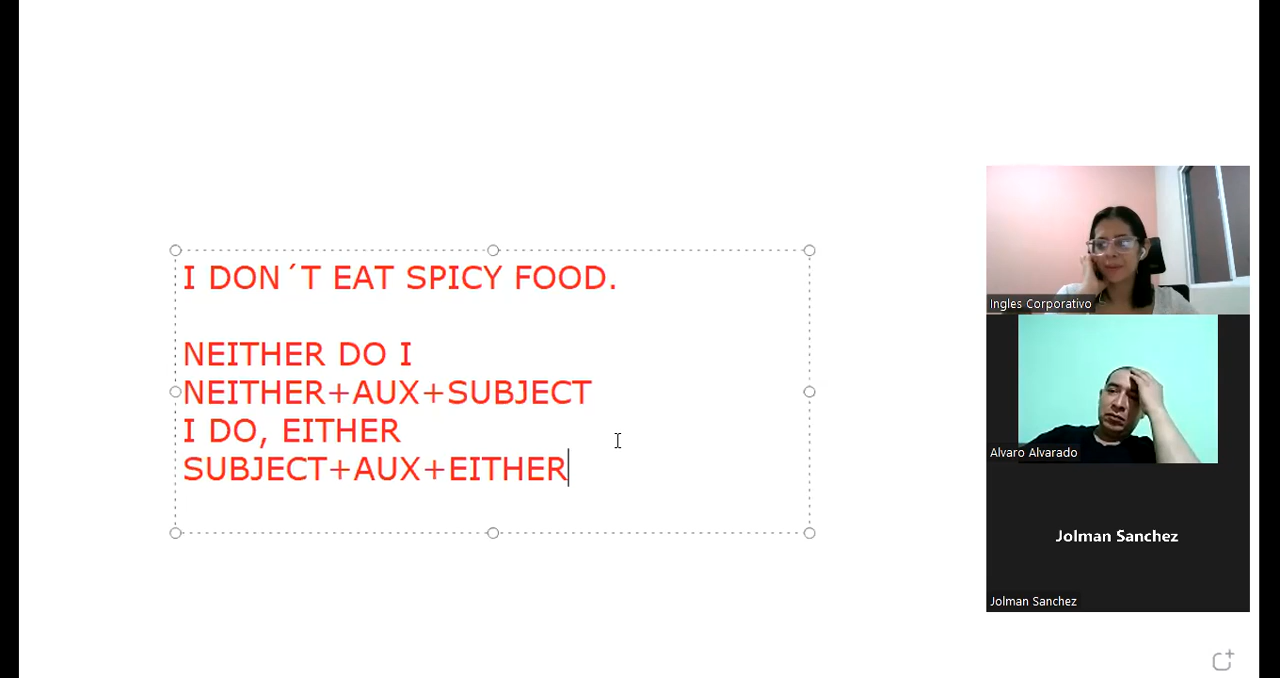 I DON´T EAT SPICY FOOD.
NEITHER DO I
NEITHER+AUX+SUBJECT
I DO, EITHER
SUBJECT+AUX+EITHER
Ingles Corporativo
Alvaro Alvarado
Jolman Sanchez
Jolman Sanchez